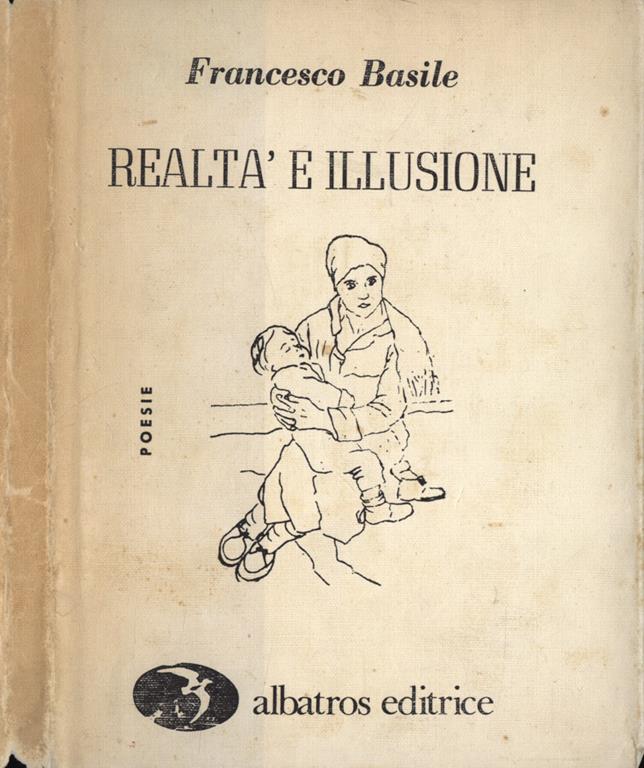 Francesco Basile
REALTA' E ILLUSIONE
POESIE
albatros editrice